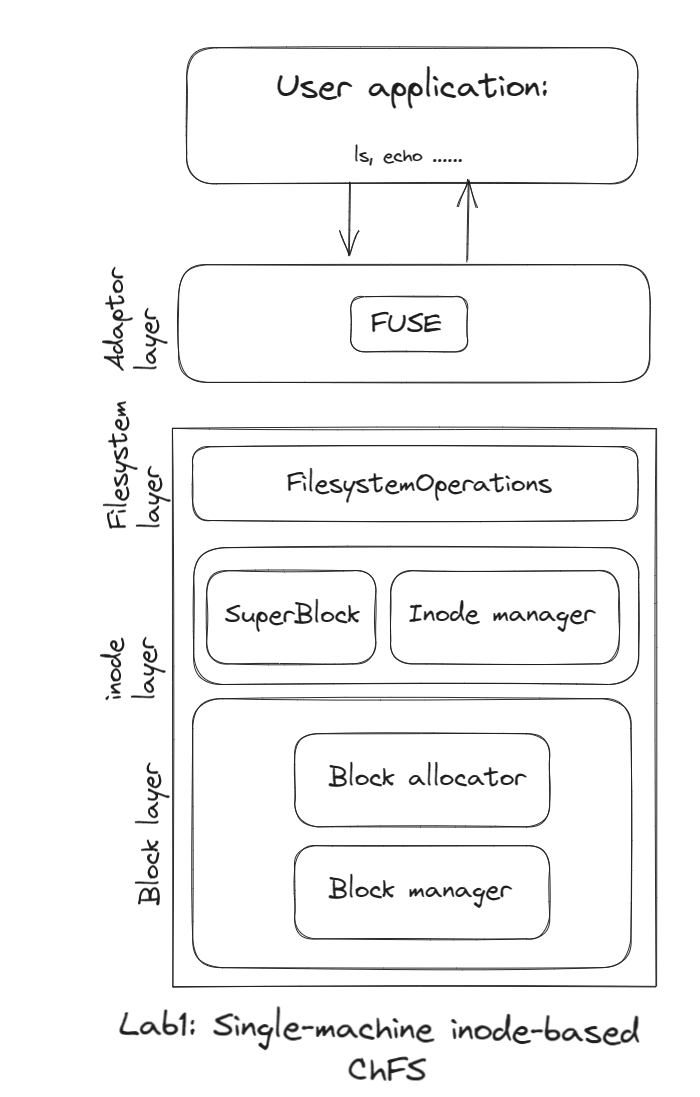 User application:
ls, echo ......
Adaptor
layer
FUSE
Filesystem
layer
FilesystemOperations
inode
layer
SuperBlock
Inode manager
Block layer
Block allocator
Block manager
Lab1: Single-machine inode-based
ChFS